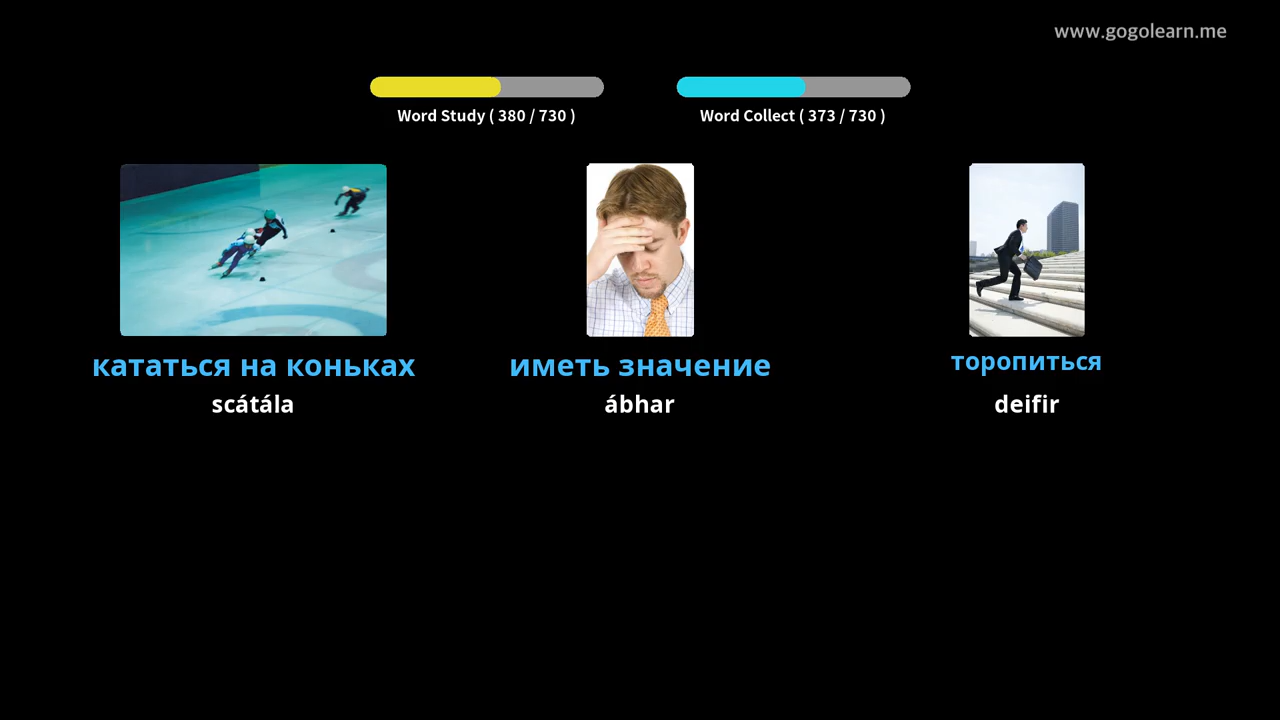 www.gogolearn.me
Word Study ( 380 / 730 )
Word Collect ( 373 / 730 )
кататься на коньках
scátála
иметь значение
ábhar
торопиться
deifir